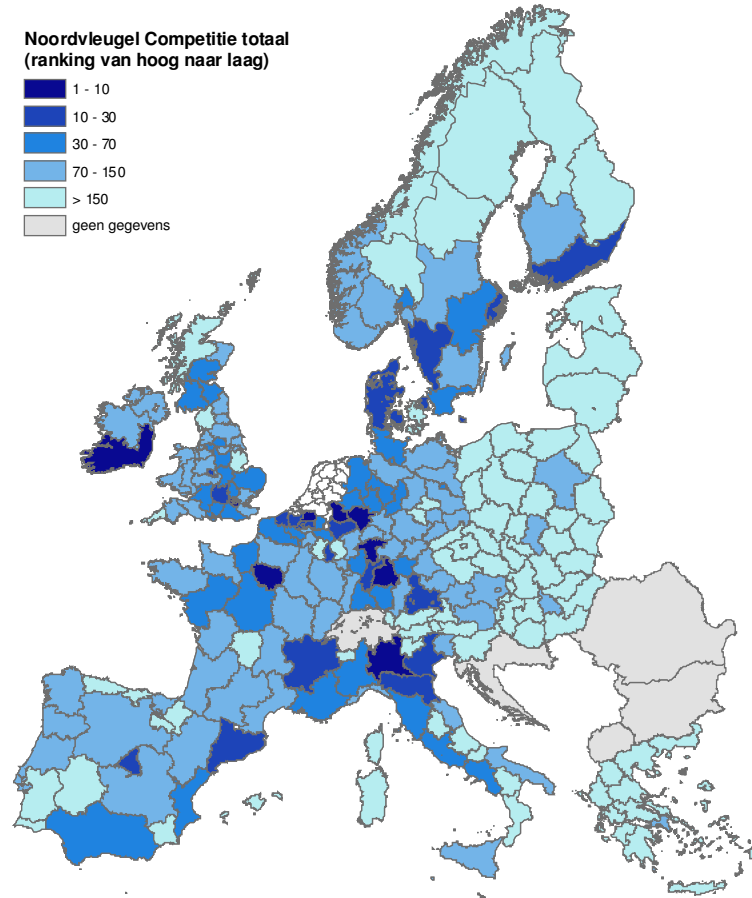 Noordvleugel Competitie totaal
(ranking van hoog naar laag)
1 - 10
10 - 30
30 - 70
70 - 150
> 150
geen gegevens